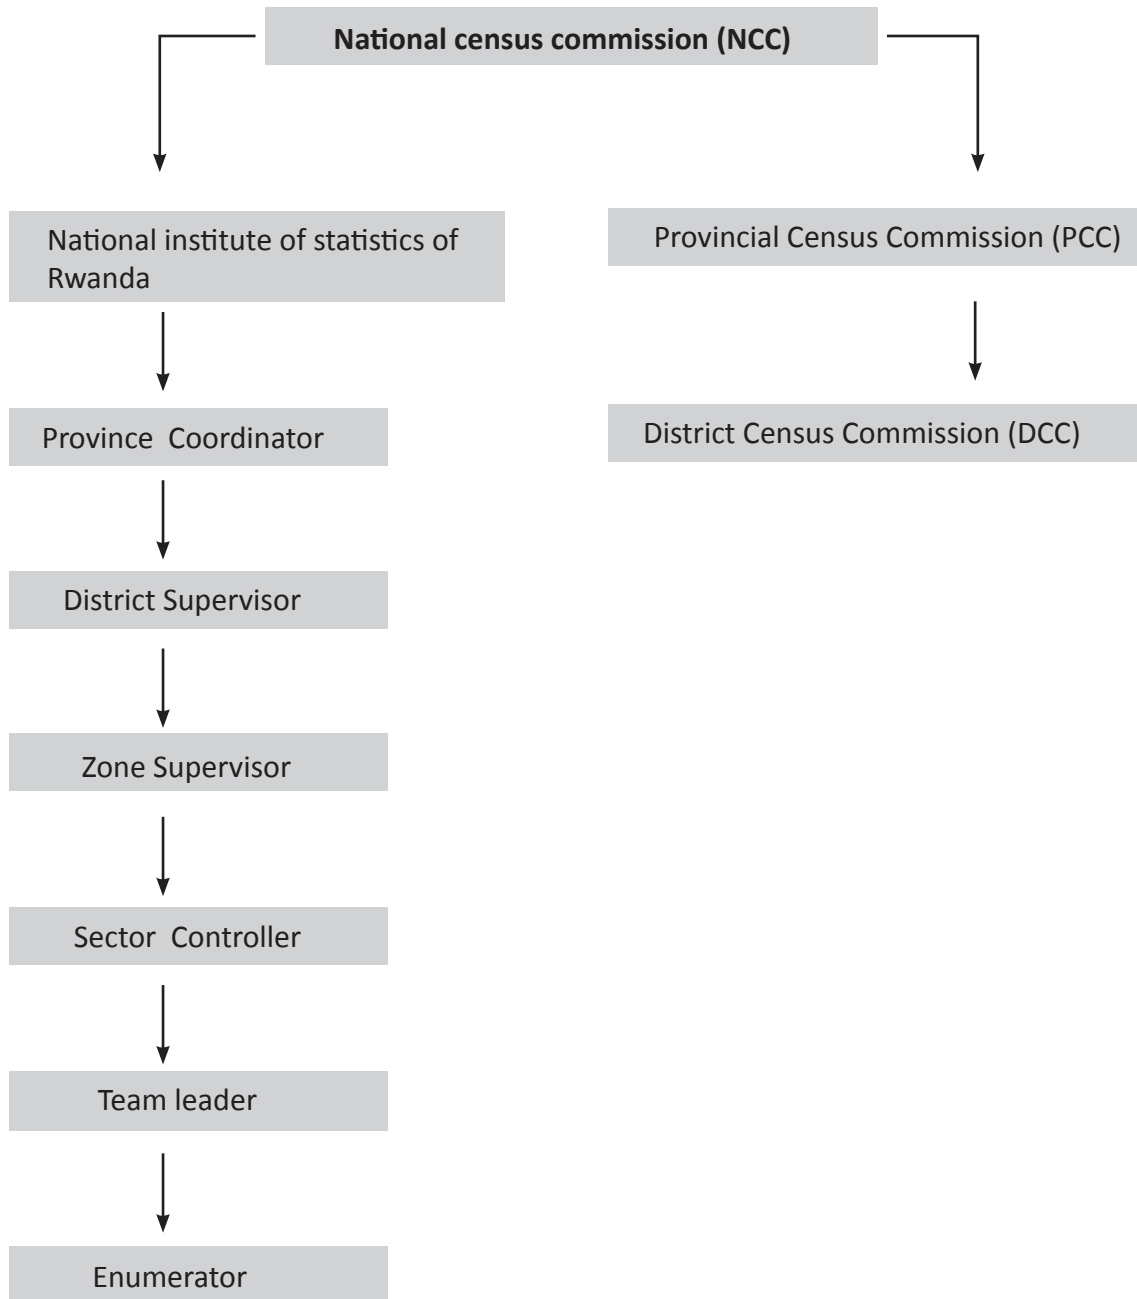 National census commission (NCC)
National institute of statistics of
Rwanda
Provincial Census Commission (PCC)
Province Coordinator
District Census Commission (DCC)
District Supervisor
Zone Supervisor
Sector Controller
Team leader
Enumerator